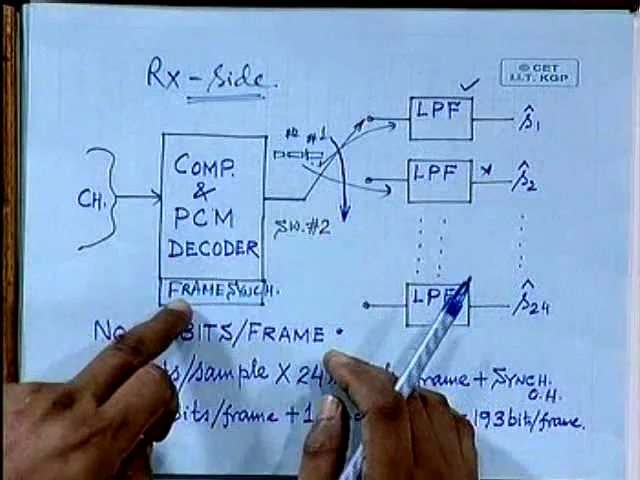 Rx - Side
© CET
I.I.T. KGP
LPF ŝ1
#2 #1
LPF ŝ2
CH.
COMP.
&
PCM
DECODER
SW.#2
FRAME SYNCH.
LPF ŝ24
BITS/FRAME
/sample X 24 frame + SYNCH.
O.H.
bits/frame + 1 193 bit/frame.